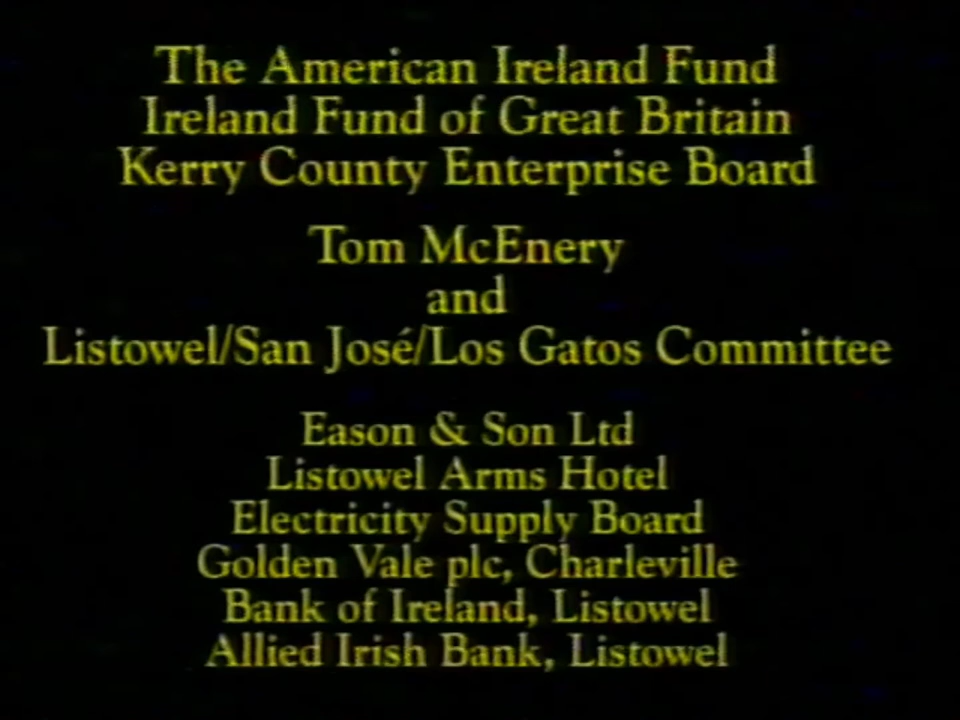 The American Ireland Fund
Ireland Fund of Great Britain
Kerry County Enterprise Board
Tom McEnery
and
Listowel/San José/Los Gatos Committee
Eason & Son Ltd
Listowel Arms Hotel
Electricity Supply Board
Golden Vale plc, Charleville
Bank of Ireland, Listowel
Allied Irish Bank, Listowel